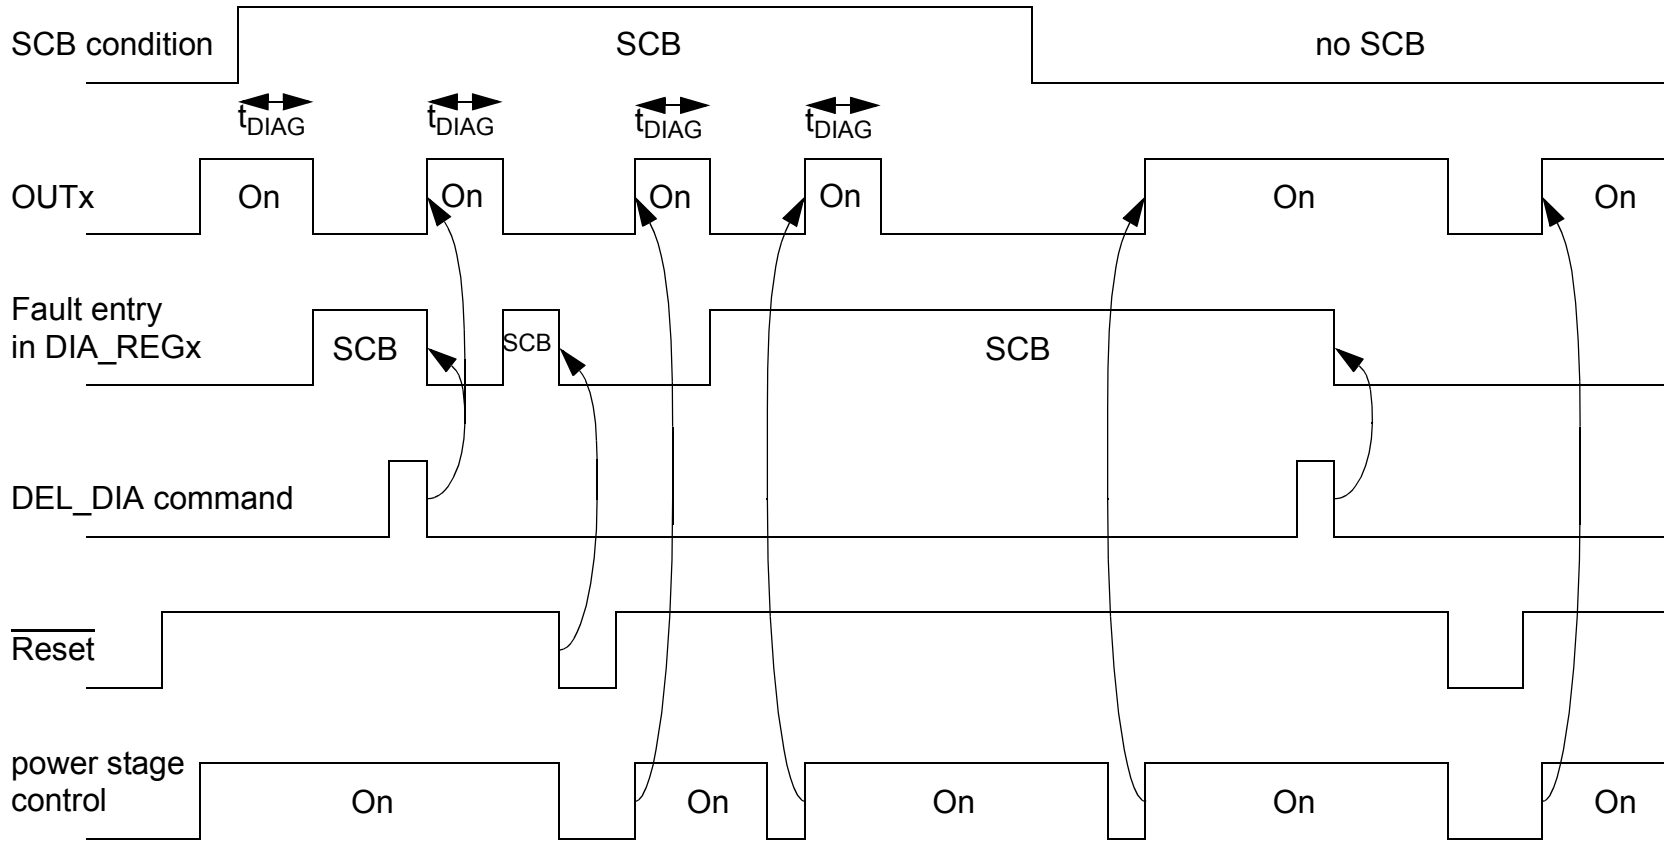 SCB condition SCB no SCB
tDIAG tDIAG tDIAG tDIAG
OUTx On On On On On On
Fault entry
in DIA_REGx SCB SCB SCB
DEL_DIA command
Reset
power stage
control On On On On On